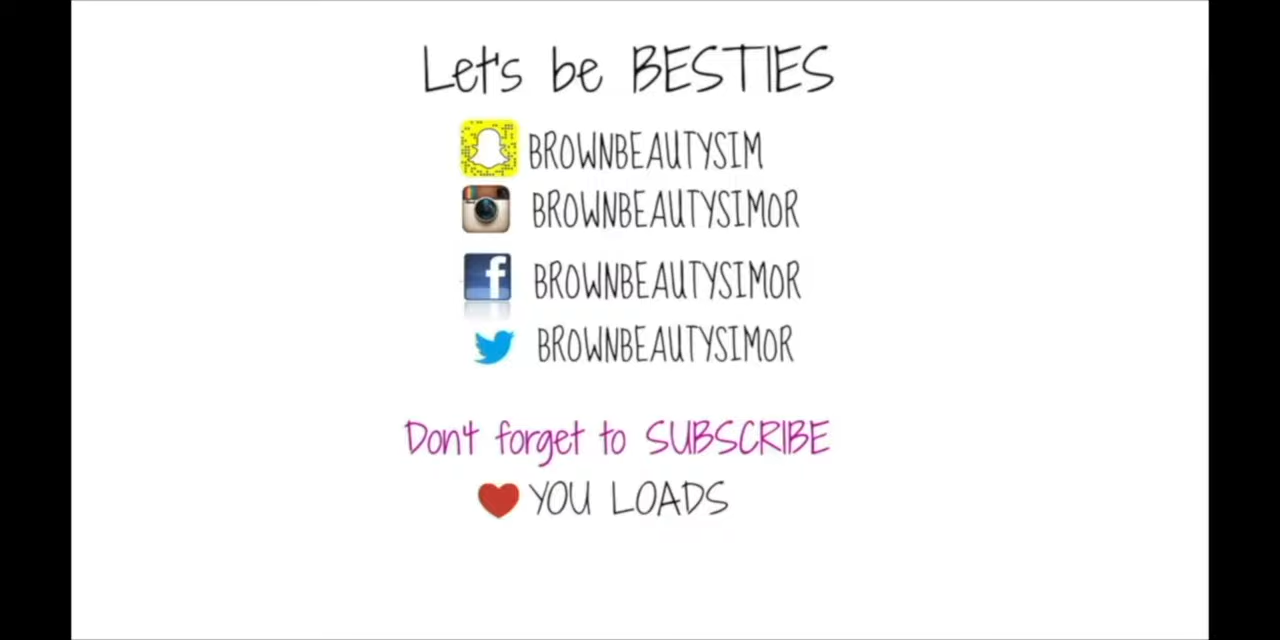 Let's be BESTIES
BROWNBEAUTYSIM
BROWNBEAUTYSIMOR
f BROWNBEAUTYSIMOR
BROWNBEAUTYSIMOR
Don't forget to SUBSCRIBE
YOU LOADS